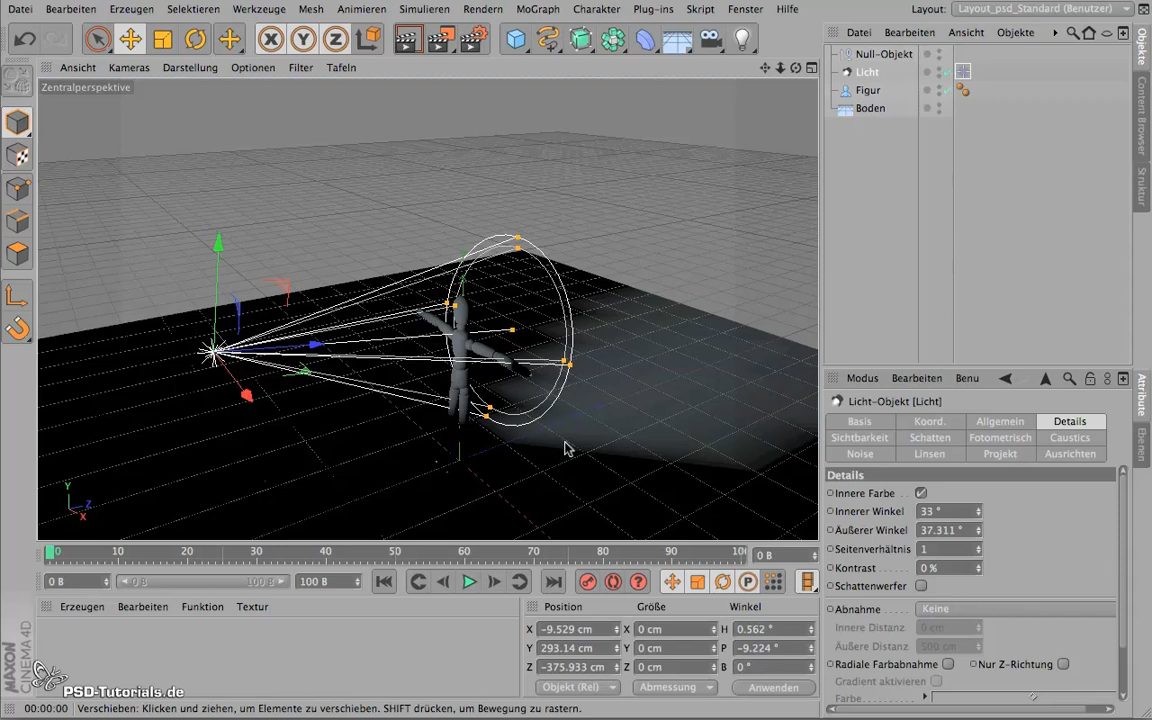 Datei Bearbeiten Erzeugen Selektieren Werkzeuge Mesh Animieren Simulieren Rendern MoGraph Charakter Plug-ins Skript Fenster Hilfe Layout: Layout_psd_Standard (Benutzer)
Ansicht Kameras Darstellung Optionen Filter Tafeln
Zentralperspektive
Datei Bearbeiten Ansicht Objekte
Null-Objekt
Licht
Figur
Boden
Objekte
Content Browser
Struktur
Modus Bearbeiten Benu
Licht-Objekt [Licht]
Basis Koord. Allgemein Details
Sichtbarkeit Schatten Fotometrisch Caustics
Noise Linsen Projekt Ausrichten
Attribute
Ebenen
Details
Innere Farbe
Innerer Winkel 33 °
Äußerer Winkel 37.311 °
Seitenverhältnis 1
Kontrast 0 %
Schattenwerfer
Abnahme Keine
Innere Distanz 0 cm
Äußere Distanz 500 cm
Radiale Farbabnahme Nur Z-Richtung
Gradient aktivieren
Farbe
Y
Z
X
0 10 20 30 40 50 60 70 80 90 100 0 B
0 B 0 B 100 B 100 B
P
Erzeugen Bearbeiten Funktion Textur
Position Größe Winkel
X -9.529 cm X 0 cm H 0.562 °
Y 293.14 cm Y 0 cm P -9.224 °
Z -375.933 cm Z 0 cm B 0 °
Objekt (Rel) Abmessung Anwenden
MAXON
CINEMA 4D
PSD-Tutorials.de
00:00:00 Verschieben: Klicken und ziehen, um Elemente zu verschieben. SHIFT drücken, um Bewegung zu rastern.